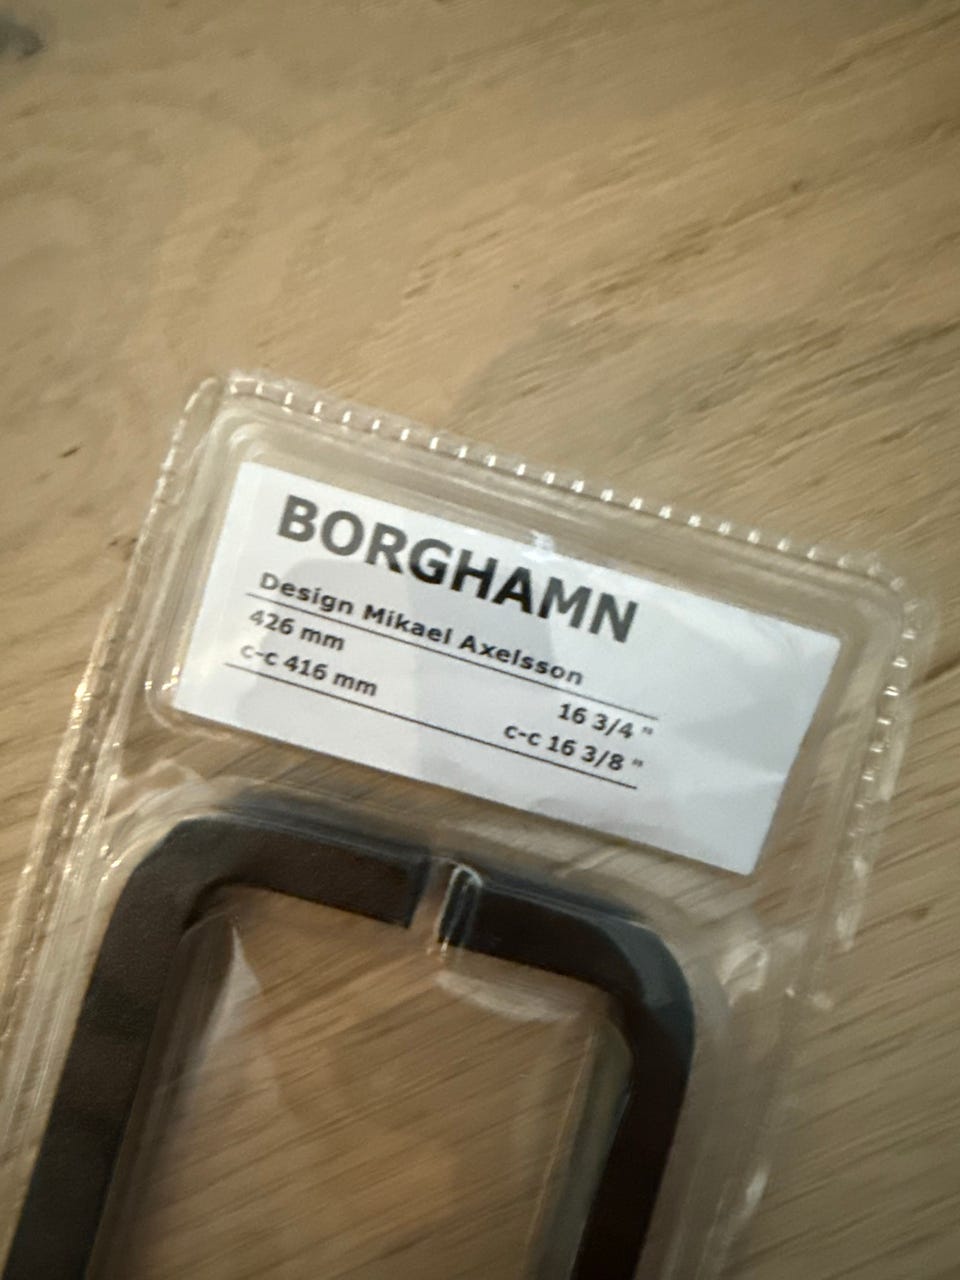 BORGHAMN
Design Mikael Axelsson
426 mm
16 3/4 "
c-c 416 mm
c-c 16 3/8 "